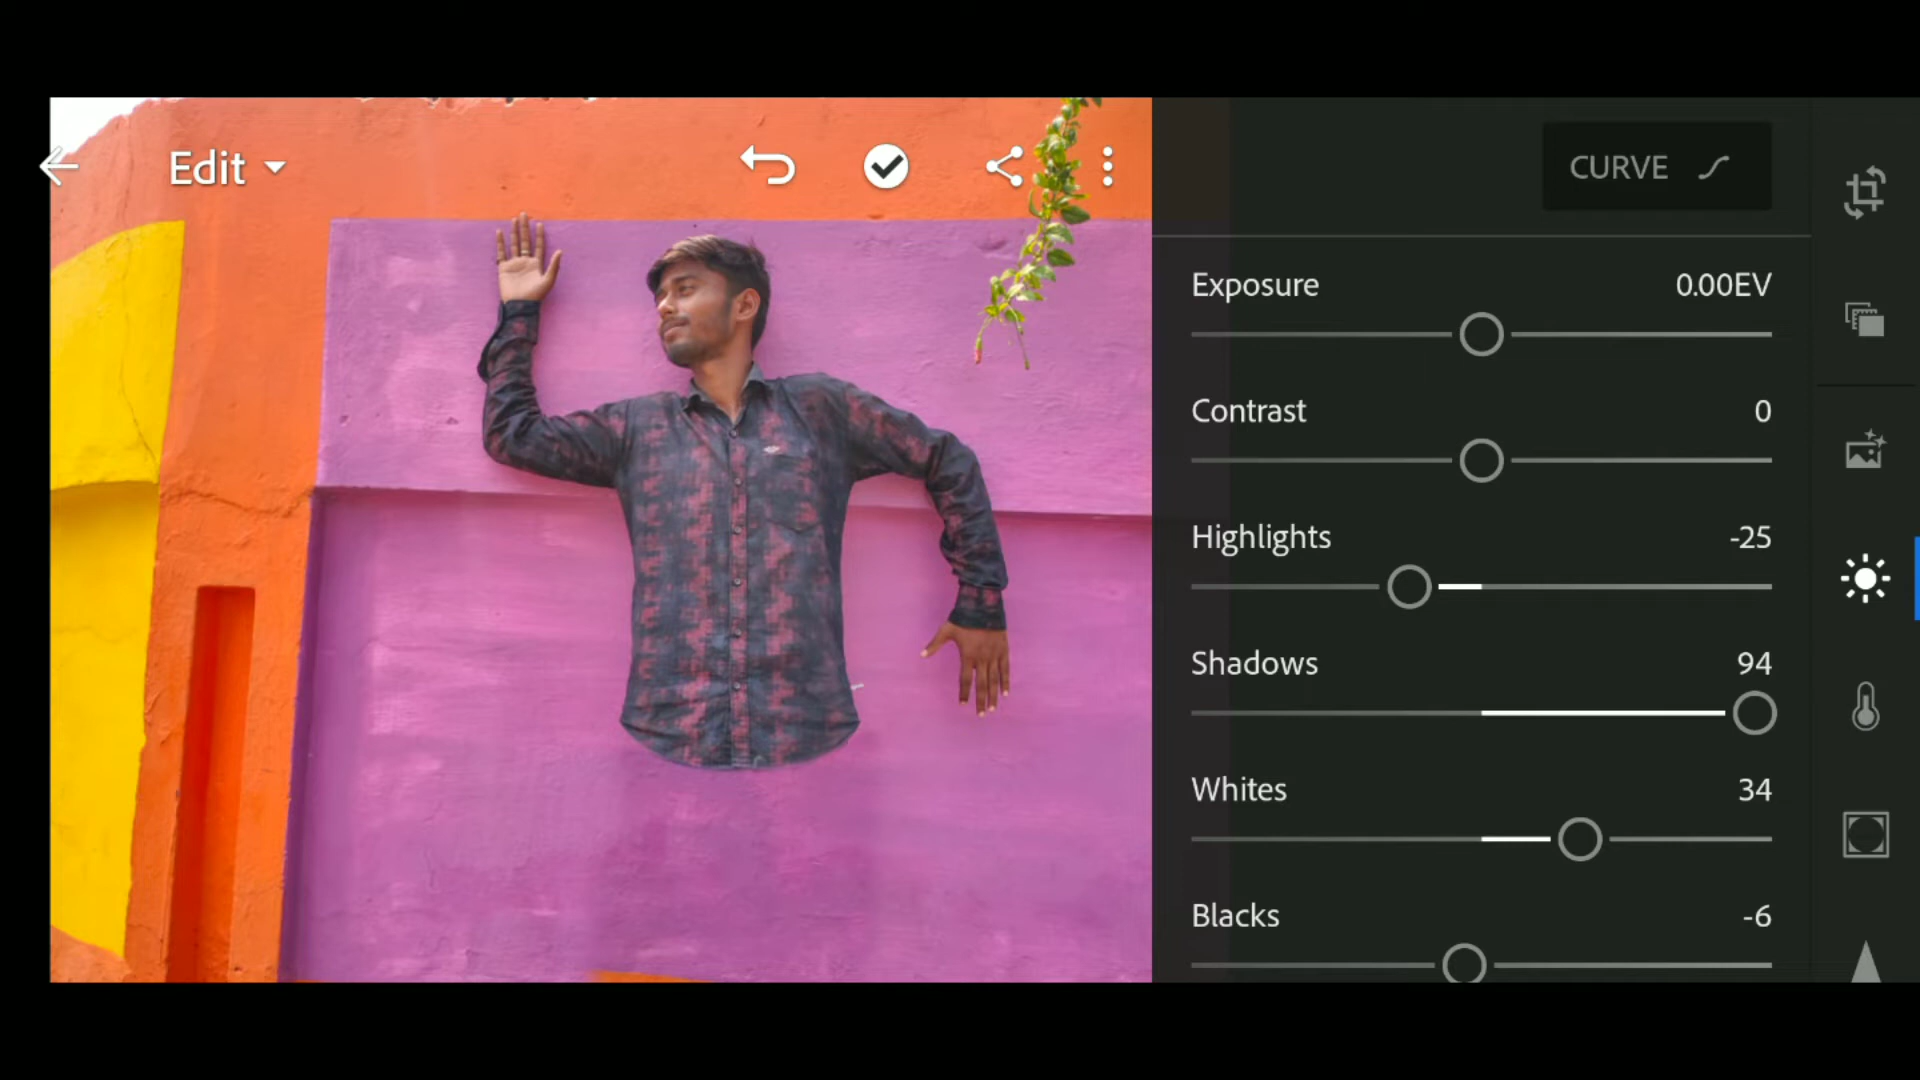 Edit
CURVE
Exposure 0.00EV
Contrast 0
Highlights -25
Shadows 94
Whites 34
Blacks -6